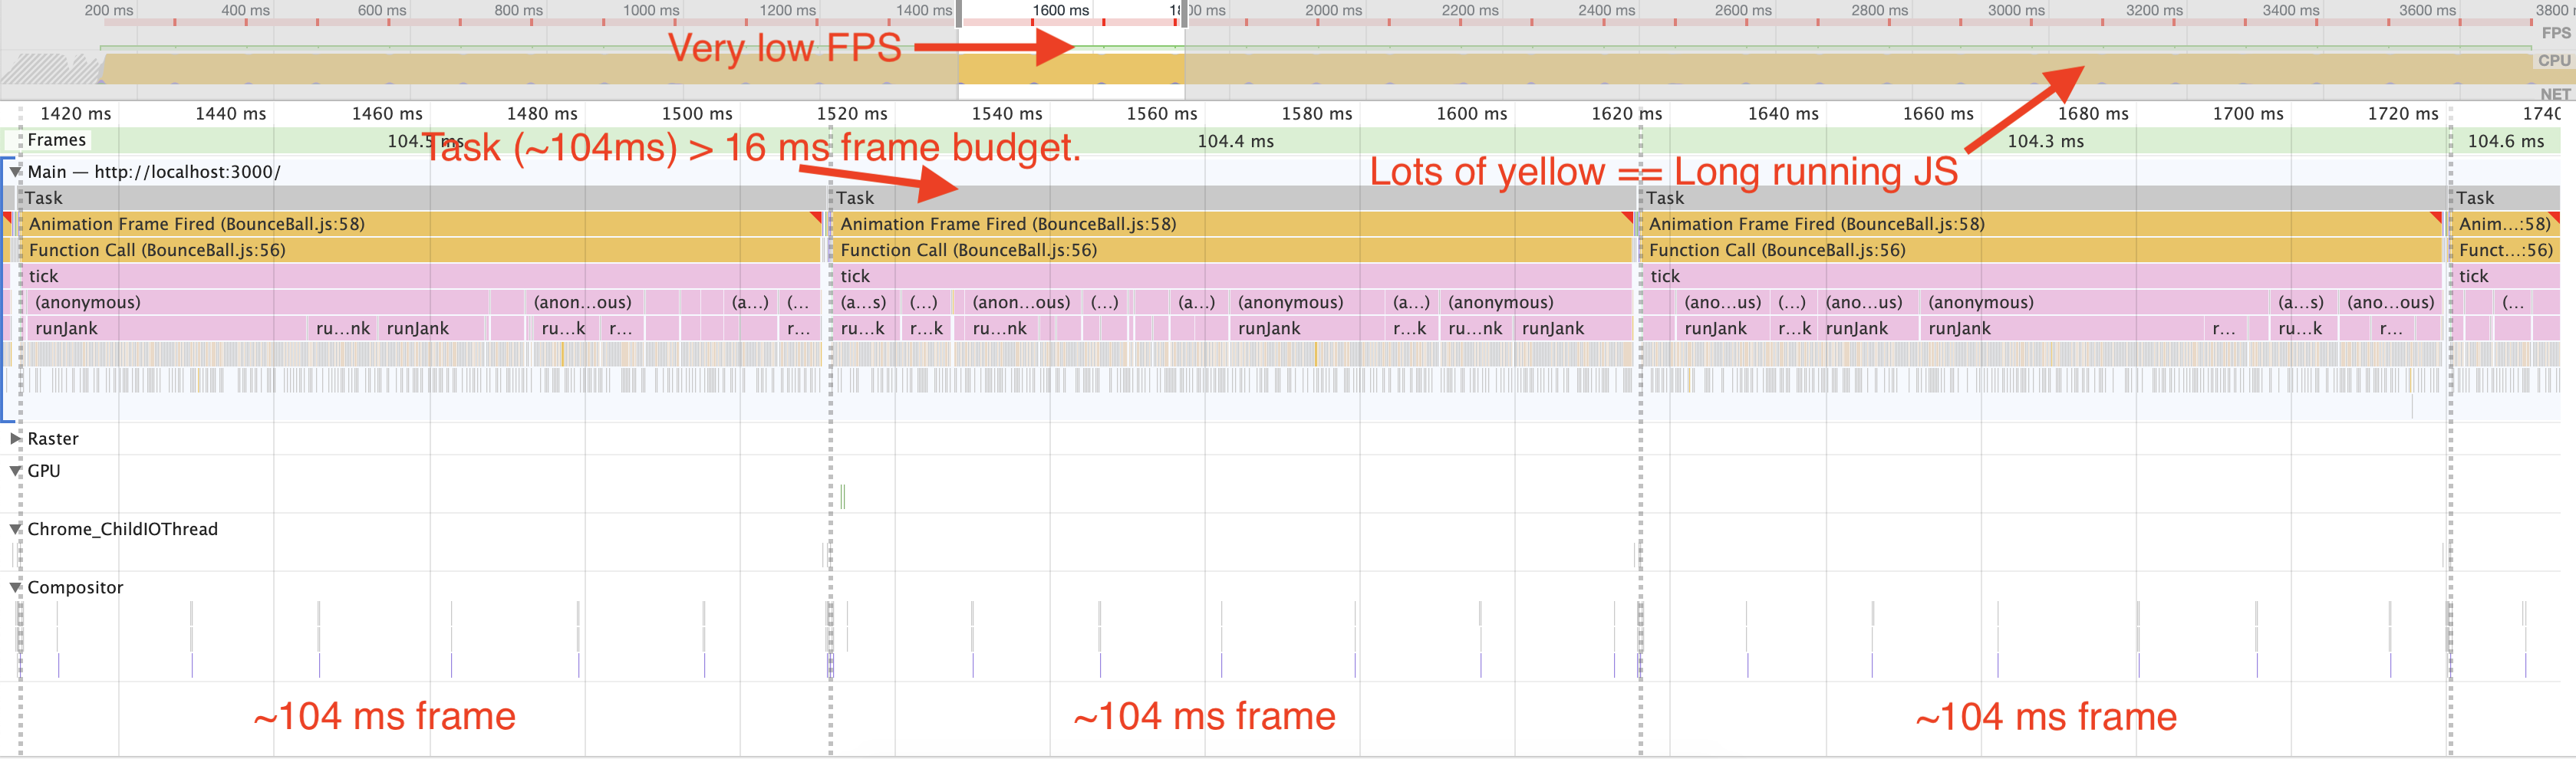 200 ms 400 ms 600 ms 800 ms 1000 ms 1200 ms 1400 ms 1600 ms 18 00 ms 2000 ms 2200 ms 2400 ms 2600 ms 2800 ms 3000 ms 3200 ms 3400 ms 3600 ms 3800 m
FPS
Very low FPS
CPU
NET
1420 ms 1440 ms 1460 ms 1480 ms 1500 ms 1520 ms 1540 ms 1560 ms 1580 ms 1600 ms 1620 ms 1640 ms 1660 ms 1680 ms 1700 ms 1720 ms 1740
Frames 104.5 ms 104.4 ms 104.3 ms 104.6 ms
Task (~104ms) > 16 ms frame budget.
Lots of yellow == Long running JS
Main — http://localhost:3000/
Task Task Task Task
Animation Frame Fired (BounceBall.js:58) Animation Frame Fired (BounceBall.js:58) Animation Frame Fired (BounceBall.js:58) Anim…:58)
Function Call (BounceBall.js:56) Function Call (BounceBall.js:56) Function Call (BounceBall.js:56) Funct…:56)
tick tick tick tick
(anonymous) (anon…ous) (a…) (… (a…s) (…) (anon…ous) (…) (a…) (anonymous) (a…) (anonymous) (ano…us) (…) (ano…us) (anonymous) (a…s) (ano…ous) (…
runJank ru…nk runJank ru…k r… r… ru…k r…k ru…nk runJank r…k ru…nk runJank runJank r…k runJank runJank r… ru…k r…
Raster
GPU
Chrome_ChildIOThread
Compositor
~104 ms frame ~104 ms frame ~104 ms frame